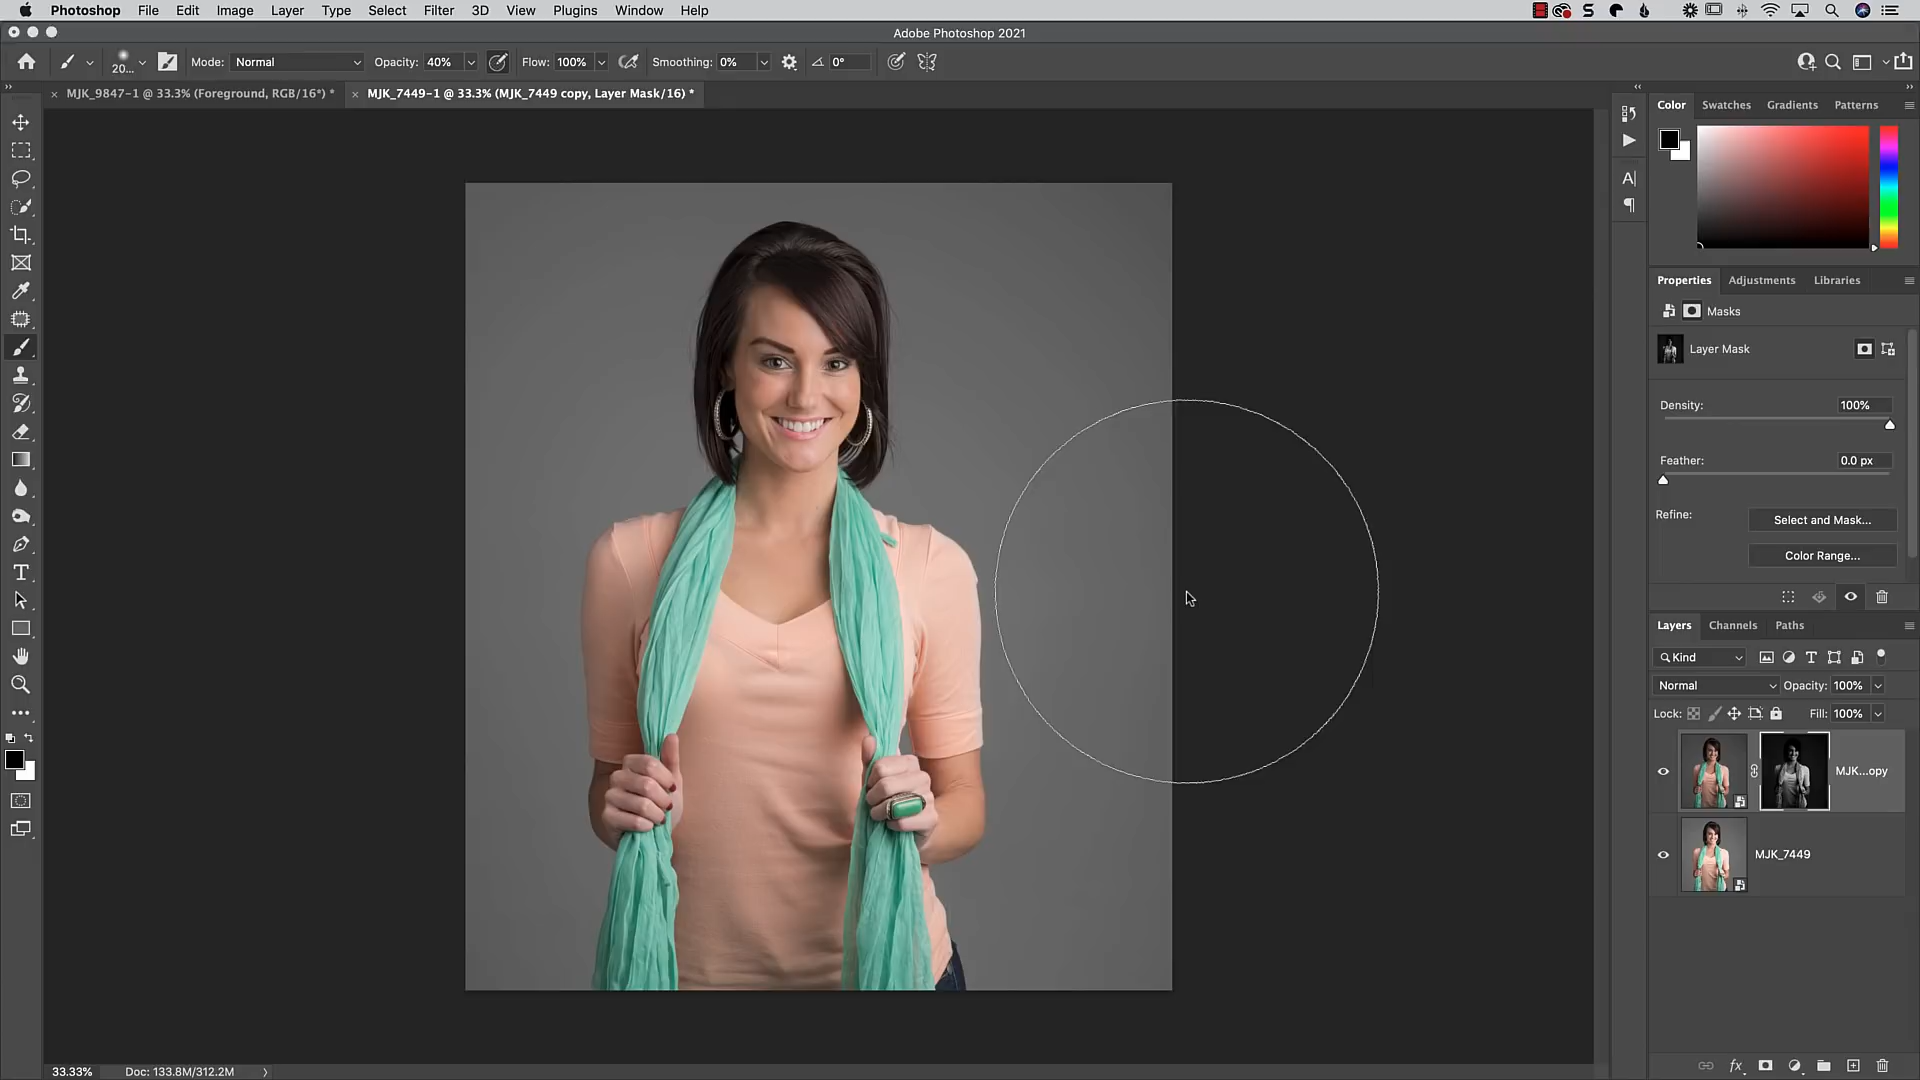 Photoshop File Edit Image Layer Type Select Filter 3D View Plugins Window Help
Adobe Photoshop 2021
20... Mode: Normal Opacity: 40% Flow: 100% Smoothing: 0% 0°
MJK_9847-1 @ 33.3% (Foreground, RGB/16*) * MJK_7449-1 @ 33.3% (MJK_7449 copy, Layer Mask/16) *
Color Swatches Gradients Patterns
Properties Adjustments Libraries
Masks
Layer Mask
Density: 100%
Feather: 0.0 px
Refine: Select and Mask...
Color Range...
Layers Channels Paths
Kind
Normal Opacity: 100%
Lock: Fill: 100%
MJK...opy
MJK_7449
33.33% Doc: 133.8M/312.2M